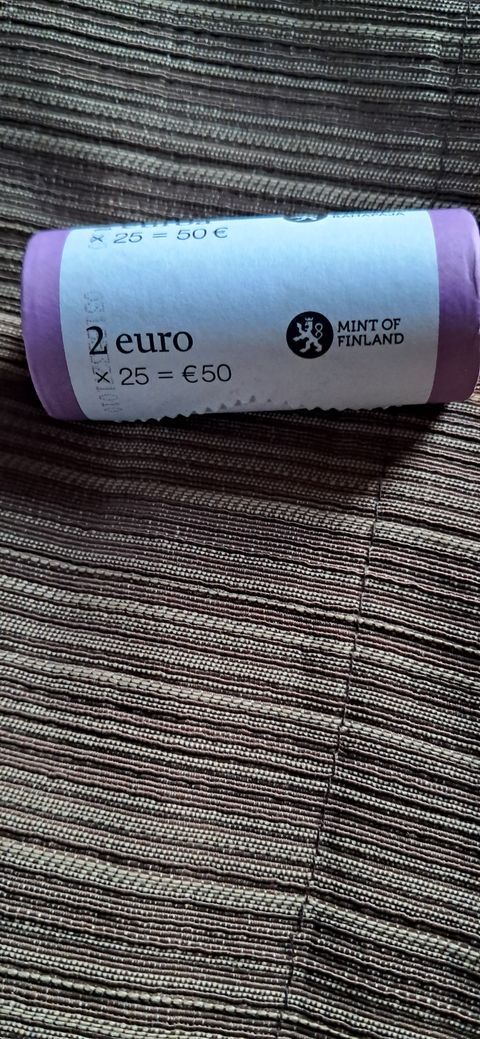 25 = 50 €
2 euro
× 25 = €50
MINT OF
FINLAND